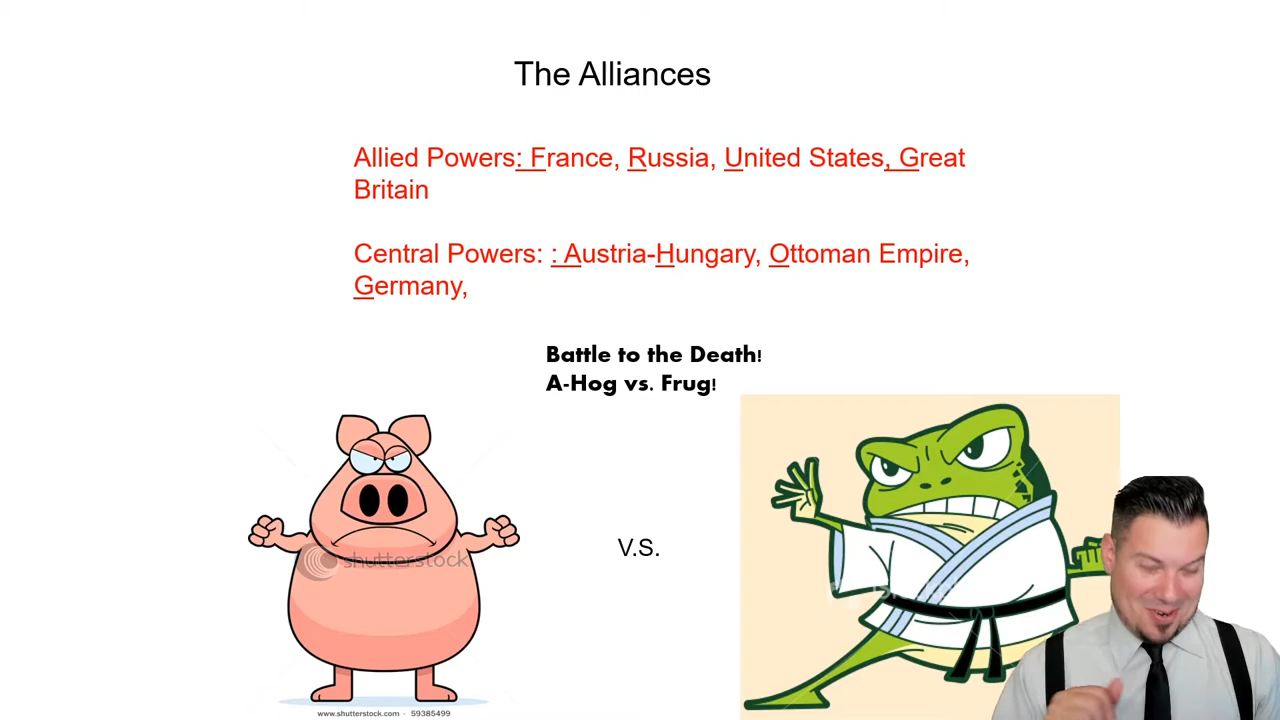 The Alliances
Allied Powers: France, Russia, United States, Great
Britain
Central Powers: : Austria-Hungary, Ottoman Empire,
Germany,
Battle to the Death!
A-Hog vs. Frug!
V.S.
shutterstock
www.shutterstock.com · 59385499